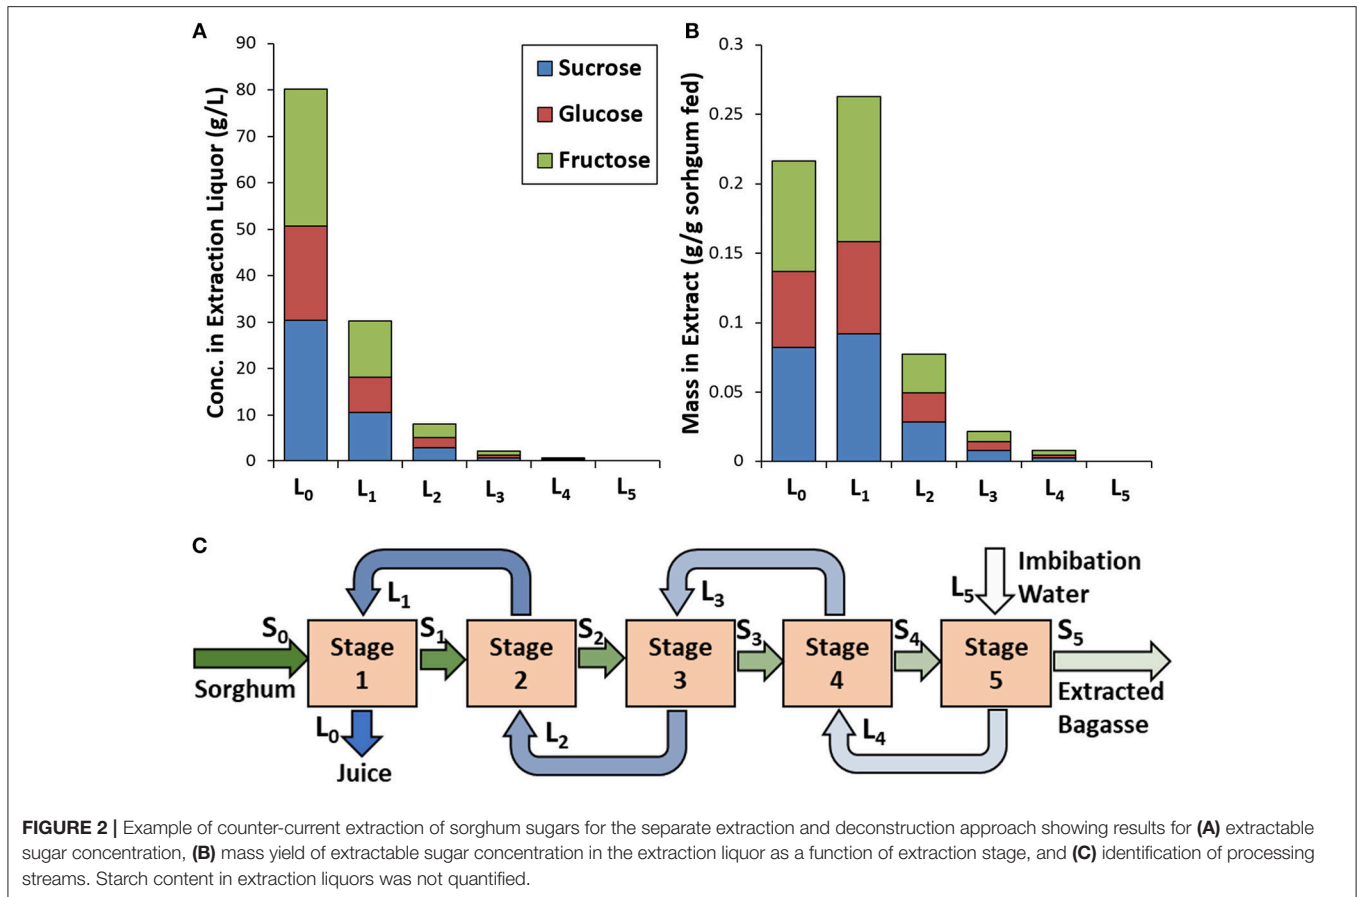 A
Conc. in Extraction Liquor (g/L)
90
80
70
60
50
40
30
20
10
0
L0
L1
L2
L3
L4
L5
Sucrose
Glucose
Fructose
B
Mass in Extract (g/g sorhgum fed)
0.3
0.25
0.2
0.15
0.1
0.05
0
L0
L1
L2
L3
L4
L5
C
L1
L3
L5
Imbibation
Water
S0
Sorghum
Stage
1
S1
Stage
2
S2
Stage
3
S3
Stage
4
S4
Stage
5
S5
Extracted
Bagasse
L0
Juice
L2
L4
FIGURE 2 | Example of counter-current extraction of sorghum sugars for the separate extraction and deconstruction approach showing results for (A) extractable
sugar concentration, (B) mass yield of extractable sugar concentration in the extraction liquor as a function of extraction stage, and (C) identification of processing
streams. Starch content in extraction liquors was not quantified.